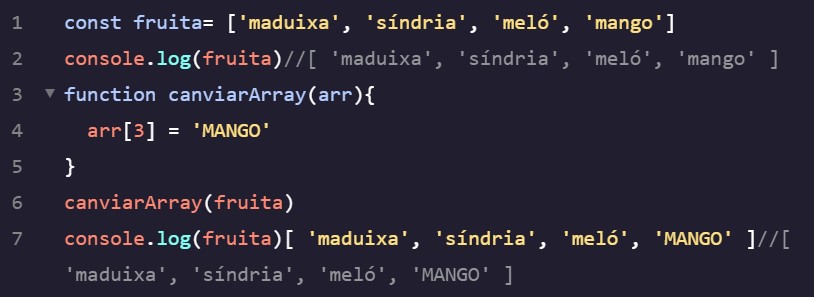 1 const fruita= ['maduixa', 'síndria', 'meló', 'mango']
2 console.log(fruita)//[ 'maduixa', 'síndria', 'meló', 'mango' ]
3 ▼ function canviarArray(arr){
4 arr[3] = 'MANGO'
5 }
6 canviarArray(fruita)
7 console.log(fruita)[ 'maduixa', 'síndria', 'meló', 'MANGO' ]//[
'maduixa', 'síndria', 'meló', 'MANGO' ]